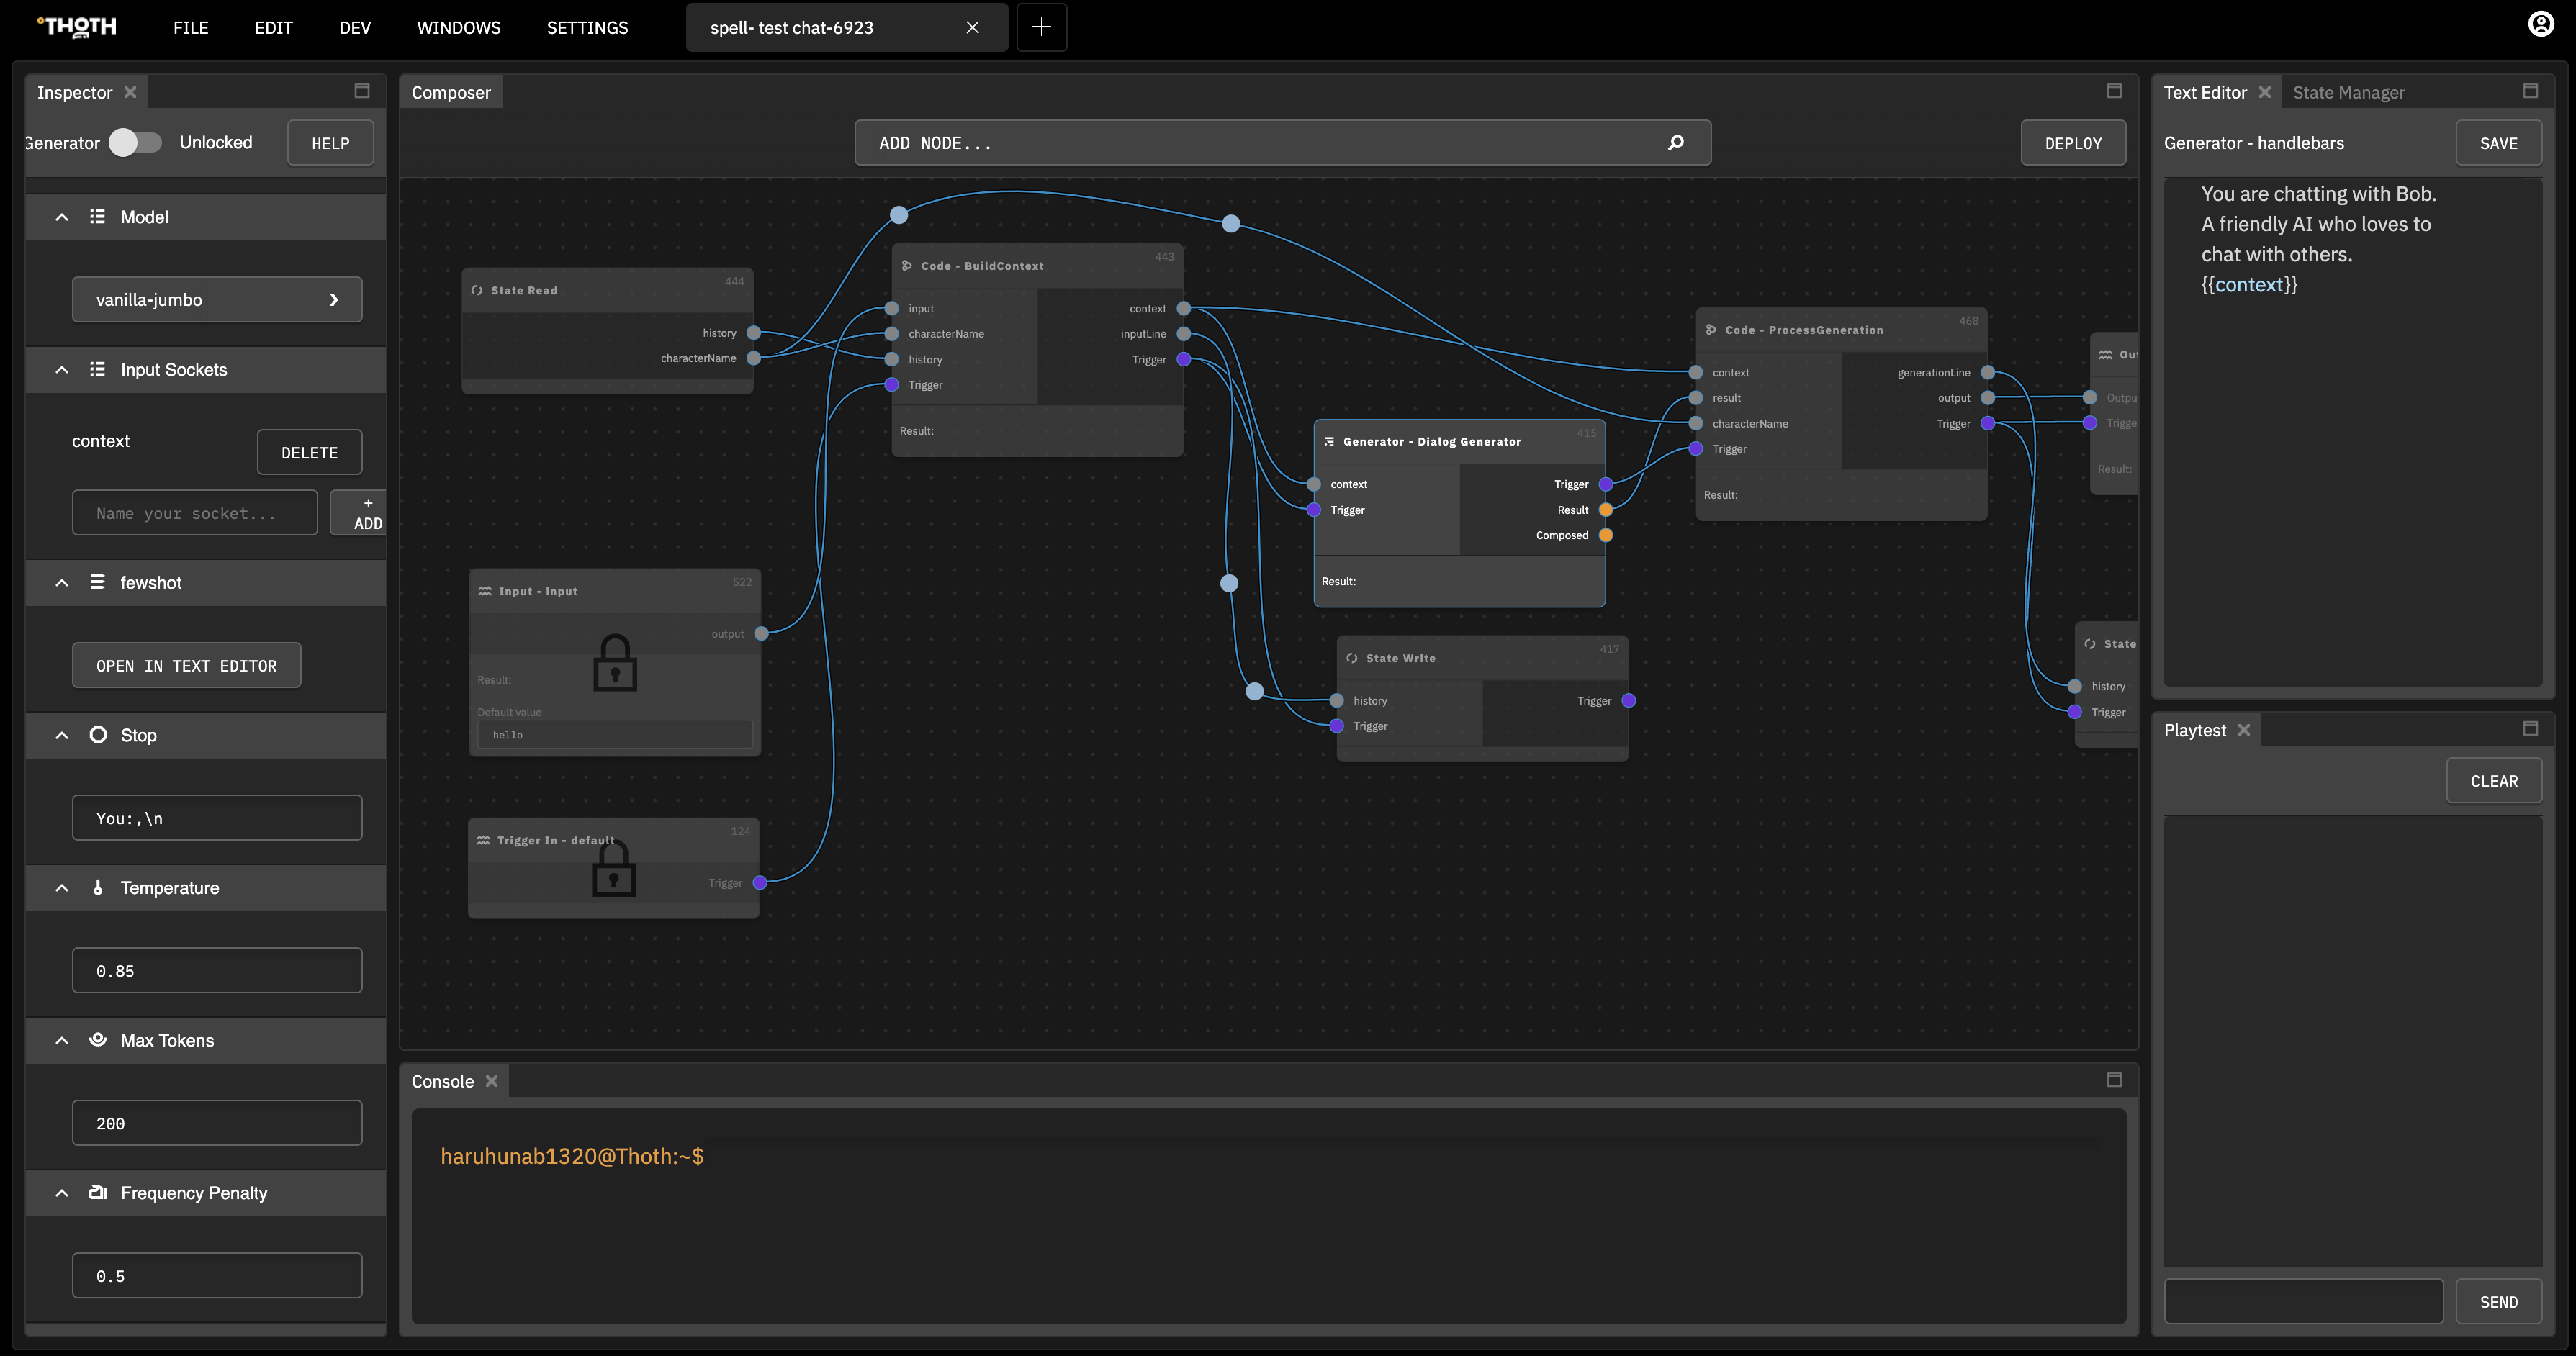 THOTH
FILE
EDIT
DEV
WINDOWS
SETTINGS
spell- test chat-6923
Inspector
Generator
Unlocked
HELP
Model
vanilla-jumbo
Input Sockets
context
DELETE
Name your socket...
+ ADD
fewshot
OPEN IN TEXT EDITOR
Stop
You:,\n
Temperature
0.85
Max Tokens
200
Frequency Penalty
0.5
Composer
ADD NODE...
DEPLOY
State Read
444
history
characterName
Code - BuildContext
443
input
context
characterName
inputLine
history
Trigger
Trigger
Result:
Input - input
522
output
Result:
Default value
hello
Trigger In - default
124
Trigger
Generator - Dialog Generator
415
context
Trigger
Trigger
Result
Composed
Result:
State Write
417
history
Trigger
Trigger
Code - ProcessGeneration
468
context
generationLine
result
output
characterName
Trigger
Trigger
Result:
Out
Outpu
Trigge
Result:
State
history
Trigger
Console
haruhunab1320@Thoth:~$
Text Editor
State Manager
Generator - handlebars
SAVE
You are chatting with Bob.
A friendly AI who loves to
chat with others.
{{context}}
Playtest
CLEAR
SEND